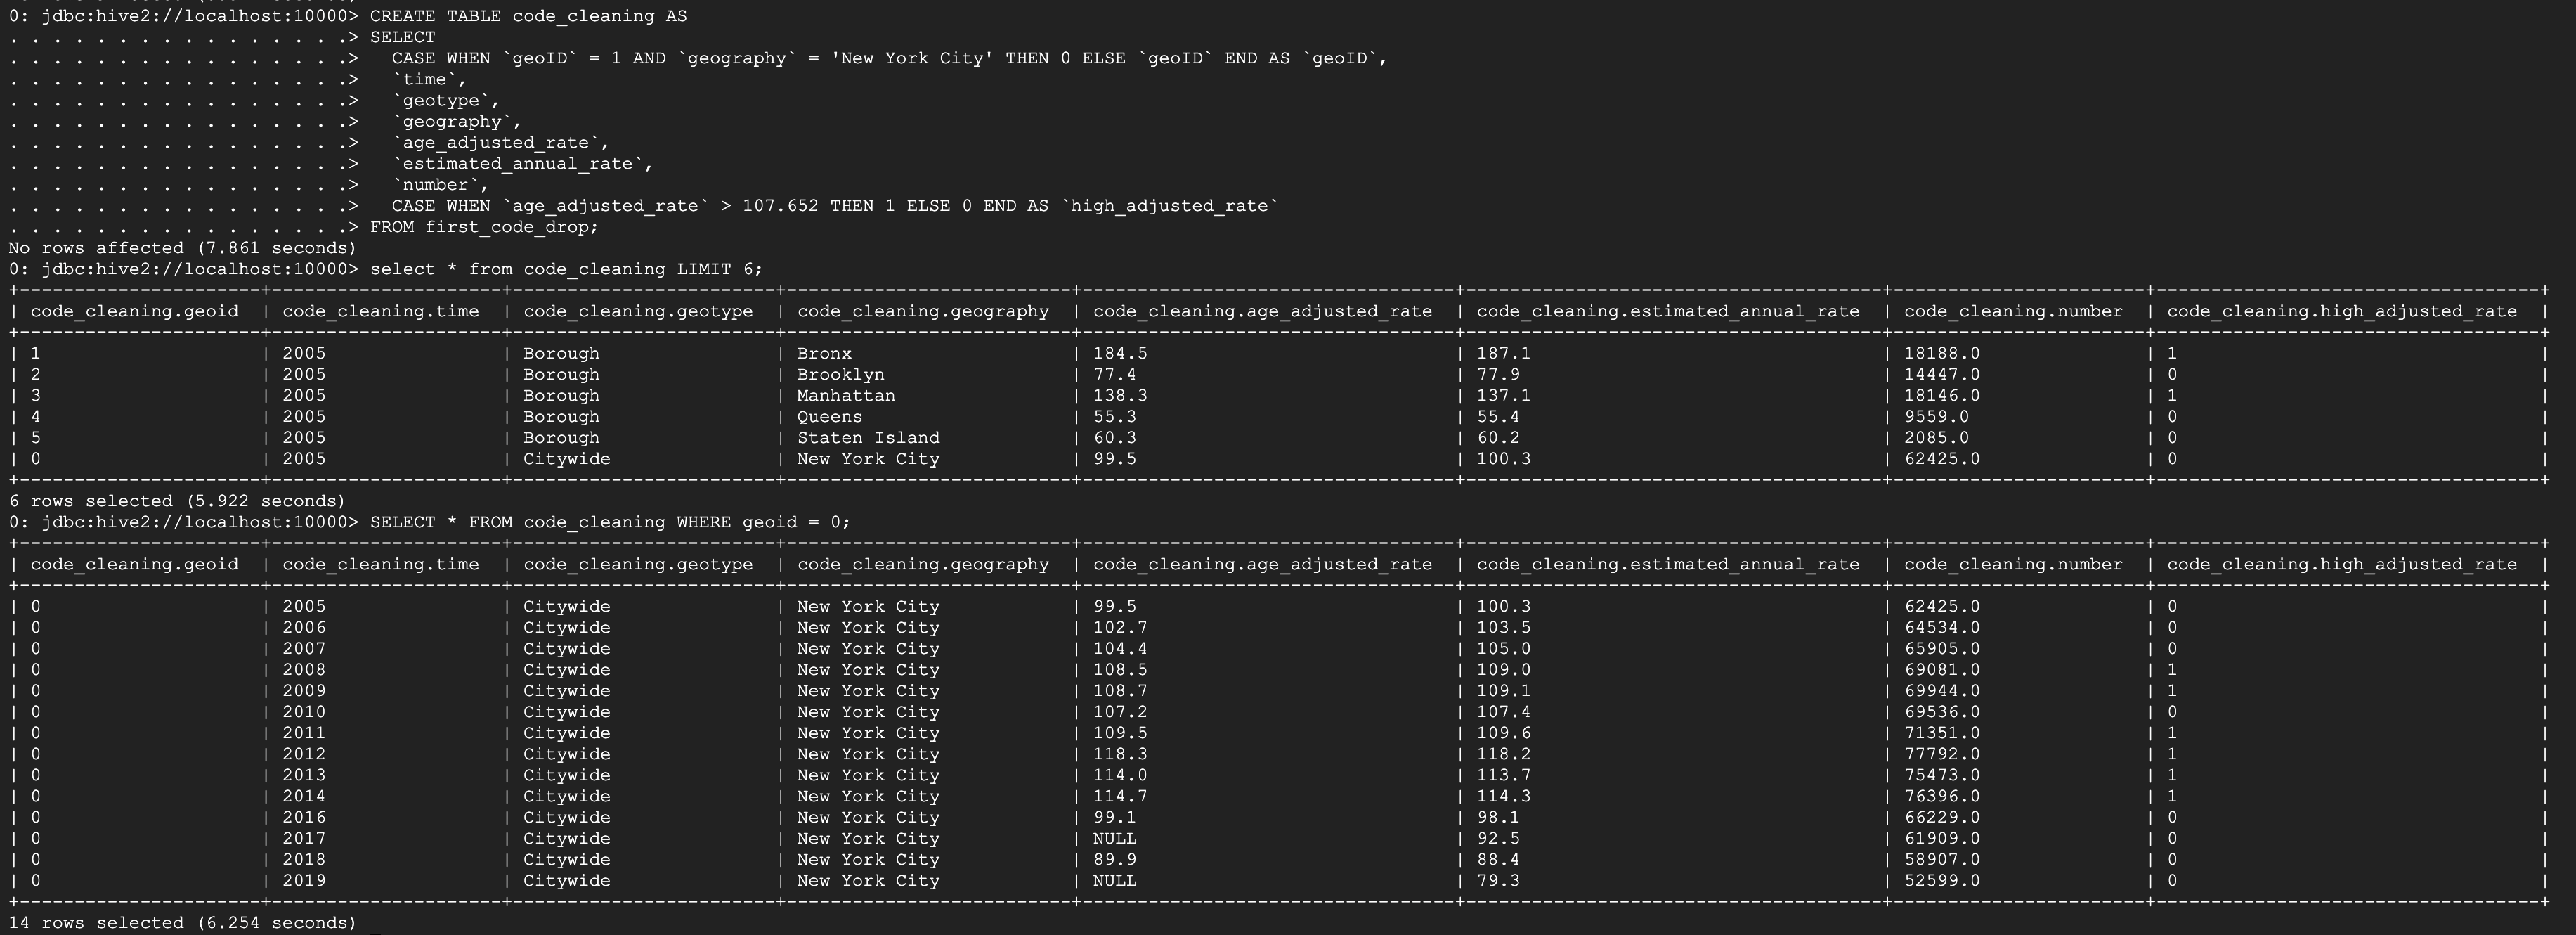 0: jdbc:hive2://localhost:10000> CREATE TABLE code_cleaning AS
. . . . . . . . . . . . . . . .> SELECT
. . . . . . . . . . . . . . . .>   CASE WHEN `geoID` = 1 AND `geography` = 'New York City' THEN 0 ELSE `geoID` END AS `geoID`,
. . . . . . . . . . . . . . . .>   `time`,
. . . . . . . . . . . . . . . .>   `geotype`,
. . . . . . . . . . . . . . . .>   `geography`,
. . . . . . . . . . . . . . . .>   `age_adjusted_rate`,
. . . . . . . . . . . . . . . .>   `estimated_annual_rate`,
. . . . . . . . . . . . . . . .>   `number`,
. . . . . . . . . . . . . . . .>   CASE WHEN `age_adjusted_rate` > 107.652 THEN 1 ELSE 0 END AS `high_adjusted_rate`
. . . . . . . . . . . . . . . .> FROM first_code_drop;
No rows affected (7.861 seconds)
0: jdbc:hive2://localhost:10000> select * from code_cleaning LIMIT 6;
| code_cleaning.geoid | code_cleaning.time | code_cleaning.geotype | code_cleaning.geography | code_cleaning.age_adjusted_rate | code_cleaning.estimated_annual_rate | code_cleaning.number | code_cleaning.high_adjusted_rate |
| 1 | 2005 | Borough | Bronx | 184.5 | 187.1 | 18188.0 | 1 |
| 2 | 2005 | Borough | Brooklyn | 77.4 | 77.9 | 14447.0 | 0 |
| 3 | 2005 | Borough | Manhattan | 138.3 | 137.1 | 18146.0 | 1 |
| 4 | 2005 | Borough | Queens | 55.3 | 55.4 | 9559.0 | 0 |
| 5 | 2005 | Borough | Staten Island | 60.3 | 60.2 | 2085.0 | 0 |
| 0 | 2005 | Citywide | New York City | 99.5 | 100.3 | 62425.0 | 0 |
6 rows selected (5.922 seconds)
0: jdbc:hive2://localhost:10000> SELECT * FROM code_cleaning WHERE geoid = 0;
| code_cleaning.geoid | code_cleaning.time | code_cleaning.geotype | code_cleaning.geography | code_cleaning.age_adjusted_rate | code_cleaning.estimated_annual_rate | code_cleaning.number | code_cleaning.high_adjusted_rate |
| 0 | 2005 | Citywide | New York City | 99.5 | 100.3 | 62425.0 | 0 |
| 0 | 2006 | Citywide | New York City | 102.7 | 103.5 | 64534.0 | 0 |
| 0 | 2007 | Citywide | New York City | 104.4 | 105.0 | 65905.0 | 0 |
| 0 | 2008 | Citywide | New York City | 108.5 | 109.0 | 69081.0 | 1 |
| 0 | 2009 | Citywide | New York City | 108.7 | 109.1 | 69944.0 | 1 |
| 0 | 2010 | Citywide | New York City | 107.2 | 107.4 | 69536.0 | 0 |
| 0 | 2011 | Citywide | New York City | 109.5 | 109.6 | 71351.0 | 1 |
| 0 | 2012 | Citywide | New York City | 118.3 | 118.2 | 77792.0 | 1 |
| 0 | 2013 | Citywide | New York City | 114.0 | 113.7 | 75473.0 | 1 |
| 0 | 2014 | Citywide | New York City | 114.7 | 114.3 | 76396.0 | 1 |
| 0 | 2016 | Citywide | New York City | 99.1 | 98.1 | 66229.0 | 0 |
| 0 | 2017 | Citywide | New York City | NULL | 92.5 | 61909.0 | 0 |
| 0 | 2018 | Citywide | New York City | 89.9 | 88.4 | 58907.0 | 0 |
| 0 | 2019 | Citywide | New York City | NULL | 79.3 | 52599.0 | 0 |
14 rows selected (6.254 seconds)